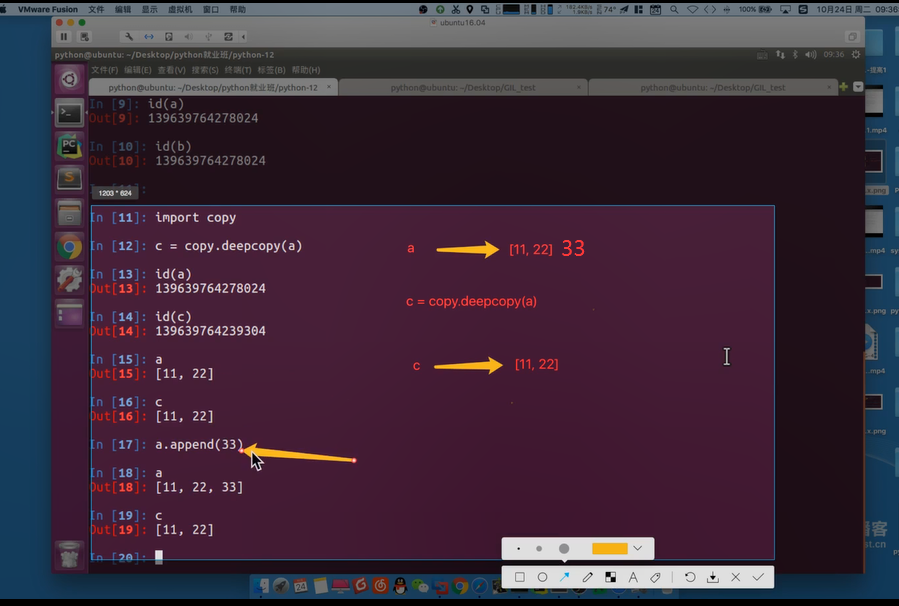 VMware Fusion 文件 编辑 显示 虚拟机 窗口 帮助
100% 10月24日 周二 09:36
ubuntu16.04
python@ubuntu: ~/Desktop/python就业班/python-12
09:36
文件(F) 编辑(E) 查看(V) 搜索(S) 终端(T) 标签(B) 帮助(H)
python@ubuntu: ~/Desktop/python就业班/python-12 × python@ubuntu: ~/Desktop/GIL_test × python@ubuntu: ~/Desktop/GIL_test ×
In [9]: id(a)
Out[9]: 139639764278024
In [10]: id(b)
Out[10]: 139639764278024
1203 * 624
In [11]: import copy
In [12]: c = copy.deepcopy(a)
a [11, 22] 33
In [13]: id(a)
Out[13]: 139639764278024
c = copy.deepcopy(a)
In [14]: id(c)
Out[14]: 139639764239304
In [15]: a
Out[15]: [11, 22]
c [11, 22]
In [16]: c
Out[16]: [11, 22]
In [17]: a.append(33)
In [18]: a
Out[18]: [11, 22, 33]
In [19]: c
Out[19]: [11, 22]
In [20]: